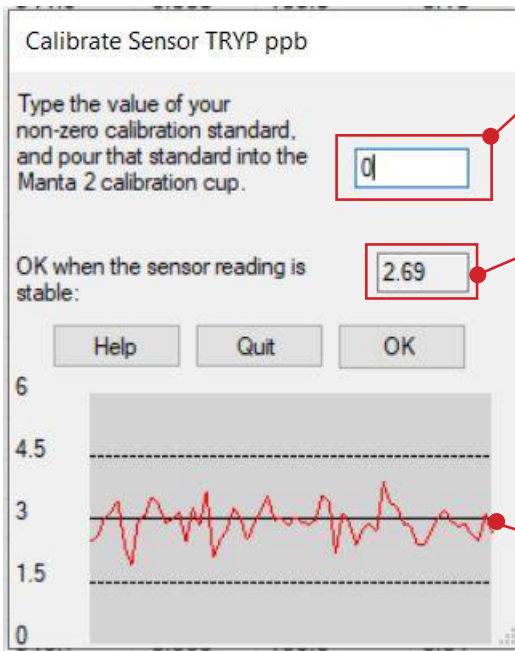 Calibrate Sensor TRYP ppb
Type the value of your
non-zero calibration standard,
and pour that standard into the
Manta 2 calibration cup.
0
OK when the sensor reading is
stable:
2.69
Help
Quit
OK
6
4.5
3
1.5
0